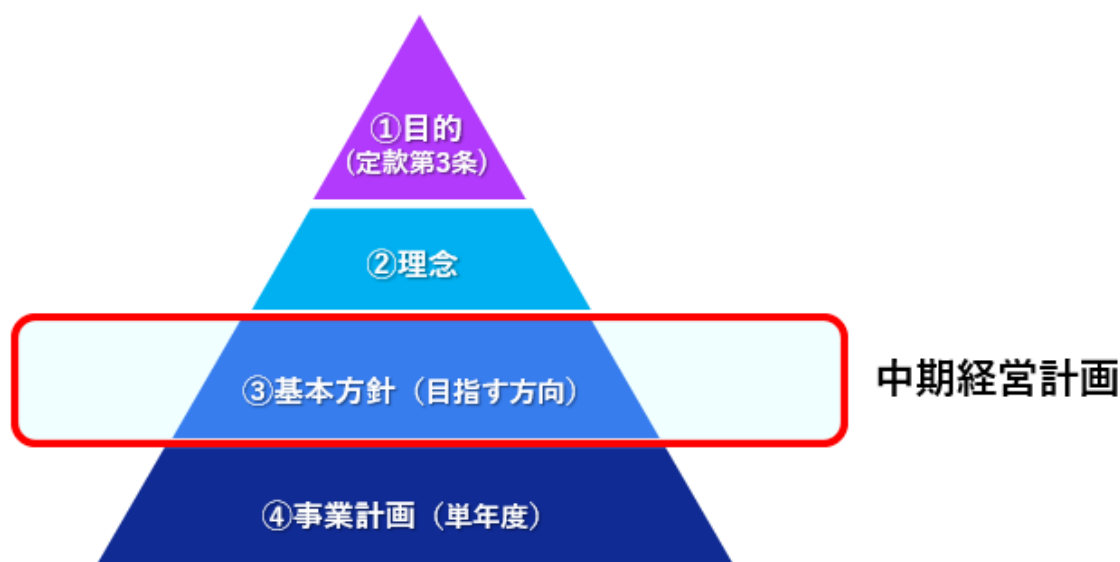 ①目的
（定款第3条）
②理念
③基本方針（目指す方向）
中期経営計画
④事業計画（単年度）